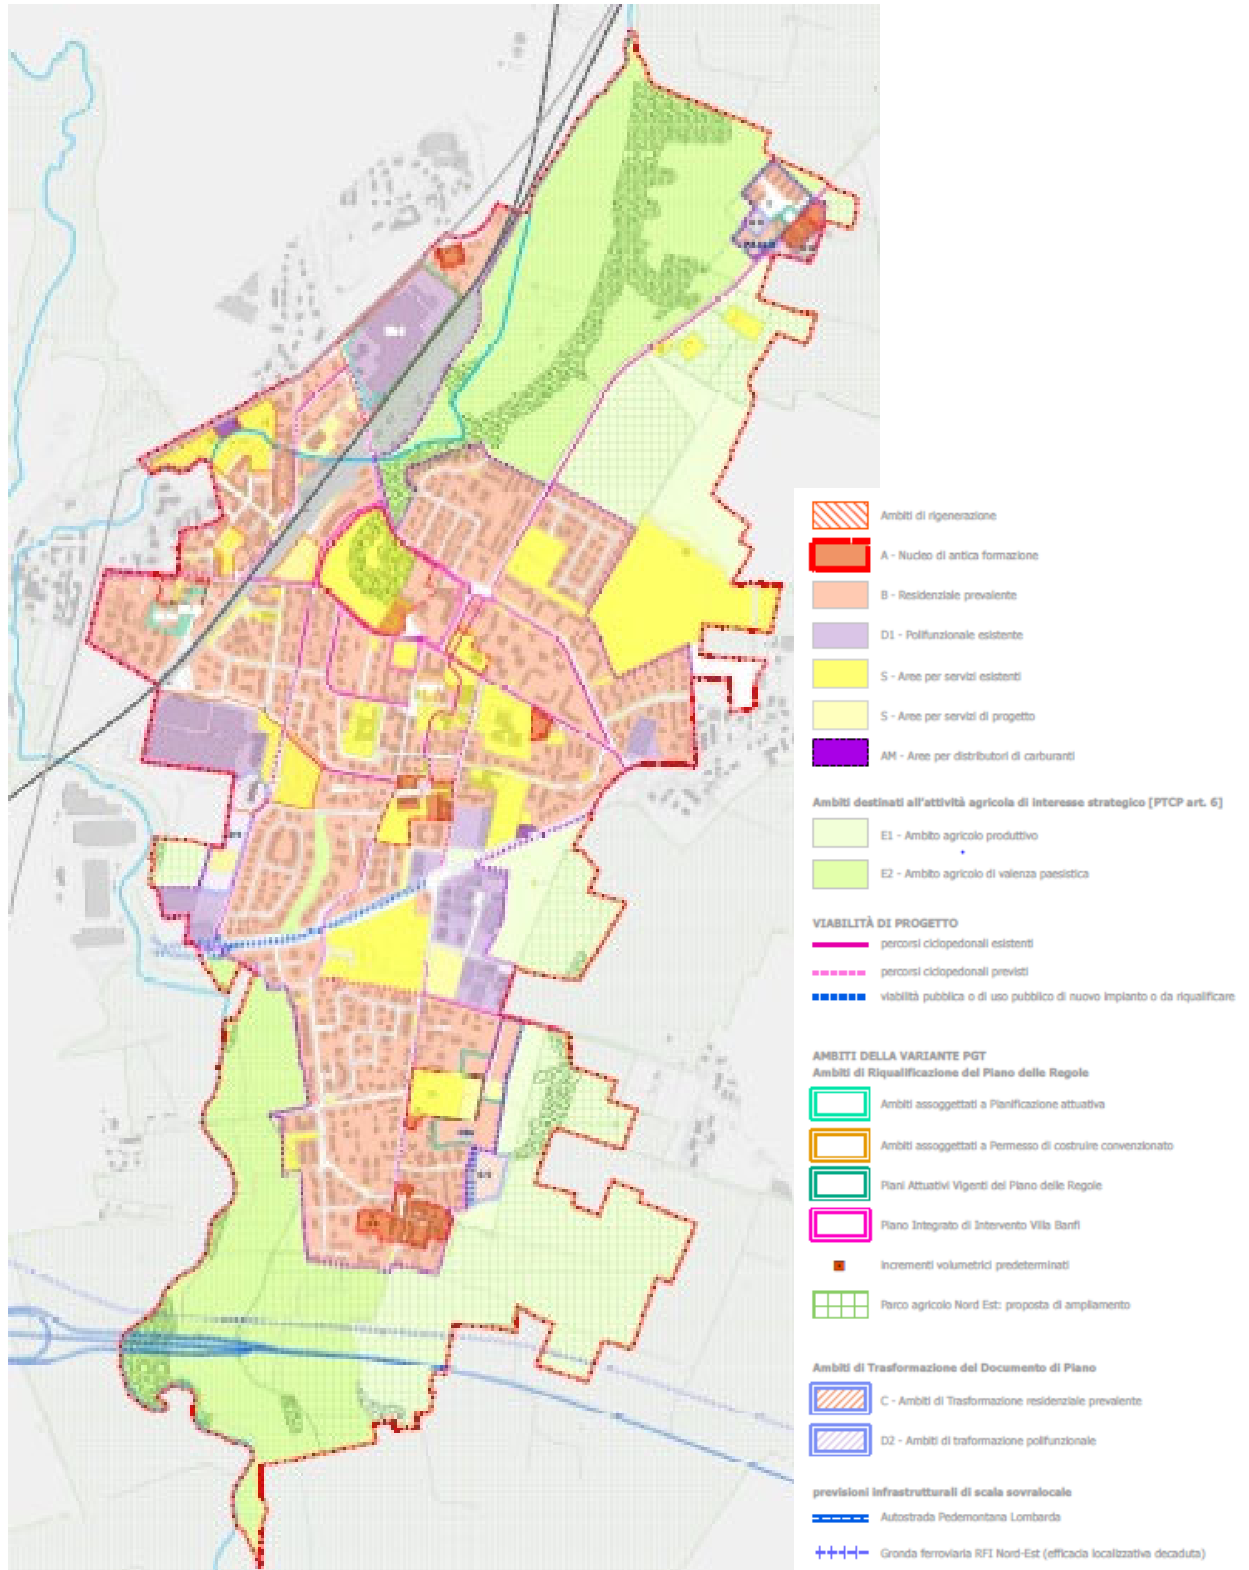 Ambiti di rigenerazione
A - Nucleo di antica formazione
B - Residenziale prevalente
D1 - Polifunzionale esistente
S - Aree per servizi esistenti
S - Aree per servizi di progetto
AM - Aree per distributori di carburanti
Ambiti destinati all'attività agricola di interesse strategico [PTCP art. 6]
E1 - Ambito agricolo produttivo
E2 - Ambito agricolo di valenza paesistica
VIABILITÀ DI PROGETTO
percorsi ciclopedonali esistenti
percorsi ciclopedonali previsti
viabilità pubblica o di uso pubblico di nuovo impianto o da riqualificare
AMBITI DELLA VARIANTE PGT
Ambiti di Riqualificazione del Piano delle Regole
Ambiti assoggettati a Pianificazione attuativa
Ambiti assoggettati a Permesso di costruire convenzionato
Piani Attuativi Vigenti del Piano delle Regole
Piano Integrato di Intervento Villa Banfi
Incrementi volumetrici predeterminati
Parco agricolo Nord Est: proposta di ampliamento
Ambiti di Trasformazione del Documento di Piano
C - Ambiti di Trasformazione residenziale prevalente
D2 - Ambiti di traformazione polifunzionale
previsioni infrastrutturali di scala sovralocale
Autostrada Pedemontana Lombarda
Gronda ferroviaria RFI Nord-Est (efficacia localizzativa decaduta)